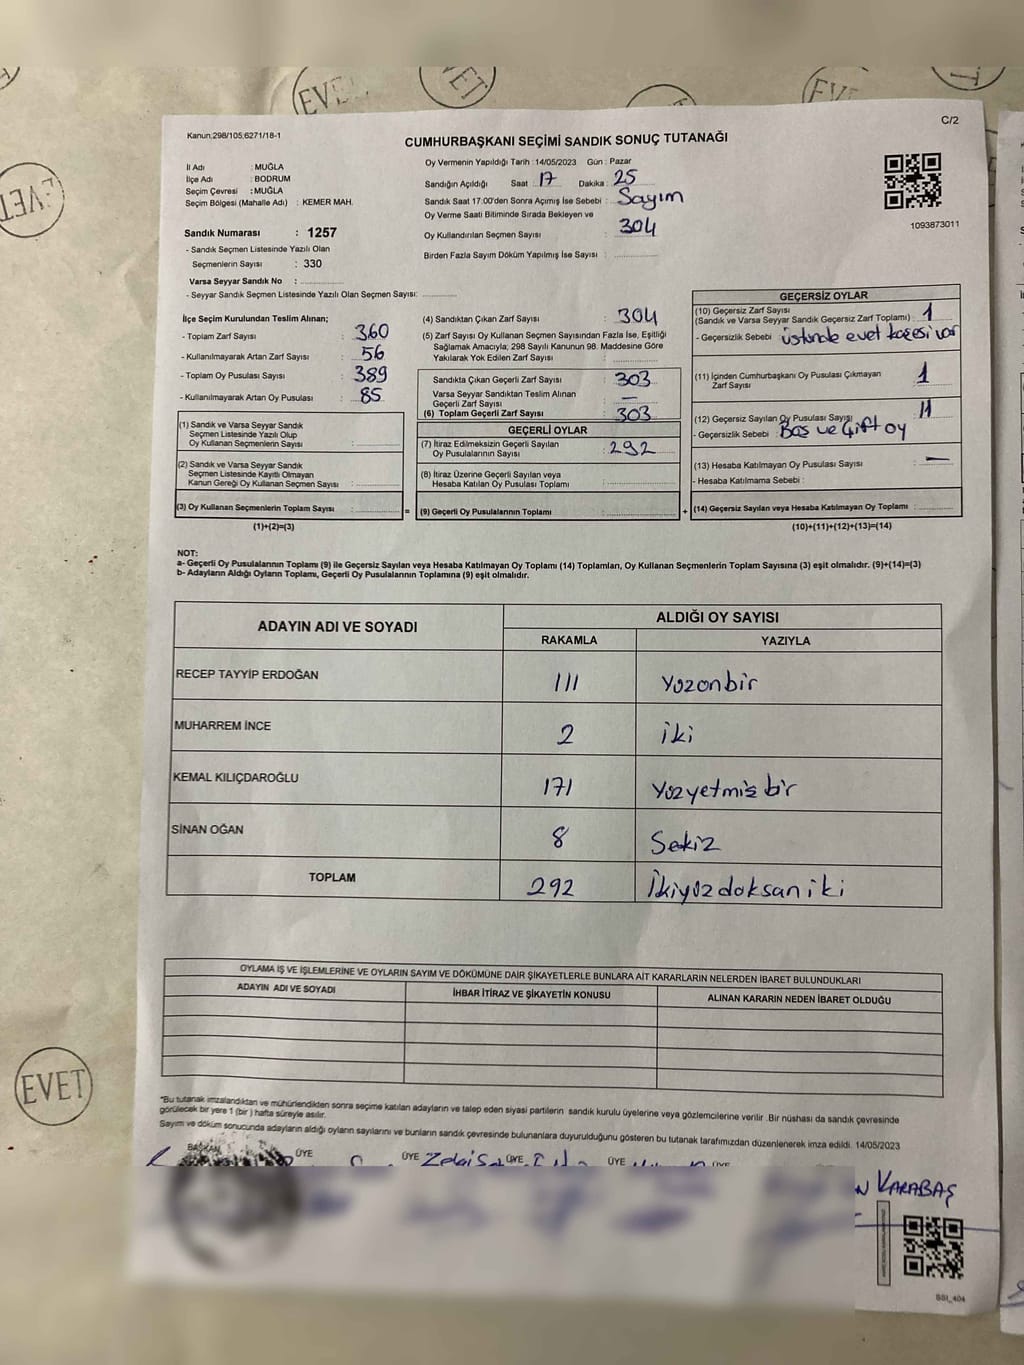 EVET
EVET
EVET
EVET
C/2
Kanun;298/105;6271/18-1
CUMHURBAŞKANI SEÇİMİ SANDIK SONUÇ TUTANAĞI
İl Adı : MUĞLA
İlçe Adı : BODRUM
Seçim Çevresi : MUĞLA
Seçim Bölgesi (Mahalle Adı) : KEMER MAH.
Oy Vermenin Yapıldığı Tarih : 14/05/2023 Gün : Pazar
Sandığın Açıldığı Saat : 17 Dakika : 25
Sandık Saat 17.00'den Sonra Açımış İse Sebebi : Sayım
Oy Verme Saati Bitiminde Sırada Bekleyen ve
Oy Kullandırılan Seçmen Sayısı : 304
Birden Fazla Sayım Döküm Yapılmış İse Sayısı :
1093873011
Sandık Numarası : 1257
- Sandık Seçmen Listesinde Yazılı Olan
Seçmenlerin Sayısı : 330
Varsa Seyyar Sandık No :
- Seyyar Sandık Seçmen Listesinde Yazılı Olan Seçmen Sayısı:
İlçe Seçim Kurulundan Teslim Alınan;
- Toplam Zarf Sayısı : 360
- Kullanılmayarak Artan Zarf Sayısı : 56
- Toplam Oy Pusulası Sayısı : 389
- Kullanılmayarak Artan Oy Pusulası : 85
(1) Sandık ve Varsa Seyyar Sandık
Seçmen Listesinde Yazılı Olup
Oy Kullanan Seçmenlerin Sayısı :
(2) Sandık ve Varsa Seyyar Sandık
Seçmen Listesinde Kayıtlı Olmayan
Kanun Gereği Oy Kullanan Seçmen Sayısı :
(3) Oy Kullanan Seçmenlerin Toplam Sayısı :
(1)+(2)=(3)
(4) Sandıktan Çıkan Zarf Sayısı : 304
(5) Zarf Sayısı Oy Kullanan Seçmen Sayısından Fazla İse, Eşitliği
Sağlamak Amacıyla; 298 Sayılı Kanunun 98. Maddesine Göre
Yakılarak Yok Edilen Zarf Sayısı :
Sandıkta Çıkan Geçerli Zarf Sayısı : 303
Varsa Seyyar Sandıktan Teslim Alınan
Geçerli Zarf Sayısı : —
(6) Toplam Geçerli Zarf Sayısı : 303
GEÇERLİ OYLAR
(7) İtiraz Edilmeksizin Geçerli Sayılan
Oy Pusulalarının Sayısı : 292
(8) İtiraz Üzerine Geçerli Sayılan veya
Hesaba Katılan Oy Pusulası Toplamı :
= (9) Geçerli Oy Pusulalarının Toplamı :
GEÇERSİZ OYLAR
(10) Geçersiz Zarf Sayısı
(Sandık ve Varsa Seyyar Sandık Geçersiz Zarf Toplamı) : 1
- Geçersizlik Sebebi : üstünde evet kaşesi var
(11) İçinden Cumhurbaşkanı Oy Pusulası Çıkmayan
Zarf Sayısı : 1
(12) Geçersiz Sayılan Oy Pusulası Sayısı : 11
- Geçersizlik Sebebi : Boş ve Çift oy
(13) Hesaba Katılmayan Oy Pusulası Sayısı : —
- Hesaba Katılmama Sebebi :
+ (14) Geçersiz Sayılan veya Hesaba Katılmayan Oy Toplamı :
(10)+(11)+(12)+(13)=(14)
NOT:
a- Geçerli Oy Pusulalarının Toplamı (9) ile Geçersiz Sayılan veya Hesaba Katılmayan Oy Toplamı (14) Toplamları, Oy Kullanan Seçmenlerin Toplam Sayısına (3) eşit olmalıdır. (9)+(14)=(3)
b- Adayların Aldığı Oyların Toplamı, Geçerli Oy Pusulalarının Toplamına (9) eşit olmalıdır.
ADAYIN ADI VE SOYADI
ALDIĞI OY SAYISI
RAKAMLA YAZIYLA
RECEP TAYYİP ERDOĞAN 111 Yüzonbir
MUHARREM İNCE 2 iki
KEMAL KILIÇDAROĞLU 171 Yüzyetmiş bir
SİNAN OĞAN 8 Sekiz
TOPLAM 292 İkiyüzdoksaniki
OYLAMA İŞ VE İŞLEMLERİNE VE OYLARIN SAYIM VE DÖKÜMÜNE DAİR ŞİKAYETLERLE BUNLARA AİT KARARLARIN NELERDEN İBARET BULUNDUKLARI
ADAYIN ADI VE SOYADI İHBAR İTİRAZ VE ŞİKAYETİN KONUSU ALINAN KARARIN NEDEN İBARET OLDUĞU
*Bu tutanak imzalandıktan ve mühürlendikten sonra seçime katılan adayların ve talep eden siyasi partilerin sandık kurulu üyelerine veya gözlemcilerine verilir .Bir nüshası da sandık çevresinde
görülecek bir yere 1 (bir ) hafta süreyle asılır.
Sayım ve döküm sonucunda adayların aldığı oyların sayılarını ve bunların sandık çevresinde bulunanlara duyurulduğunu gösteren bu tutanak tarafımızdan düzenlenerek imza edildi. 14/05/2023
BAŞKAN ÜYE ÜYE ÜYE ÜYE ÜYE
KARABAŞ
EVET
SSI_404